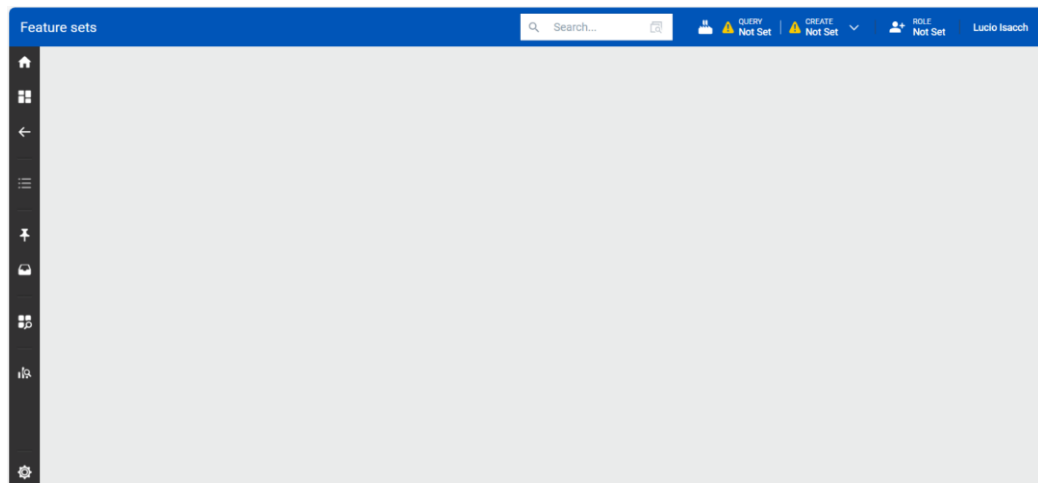 Feature sets
Search...
QUERY
Not Set
CREATE
Not Set
ROLE
Not Set
Lucio Isacch